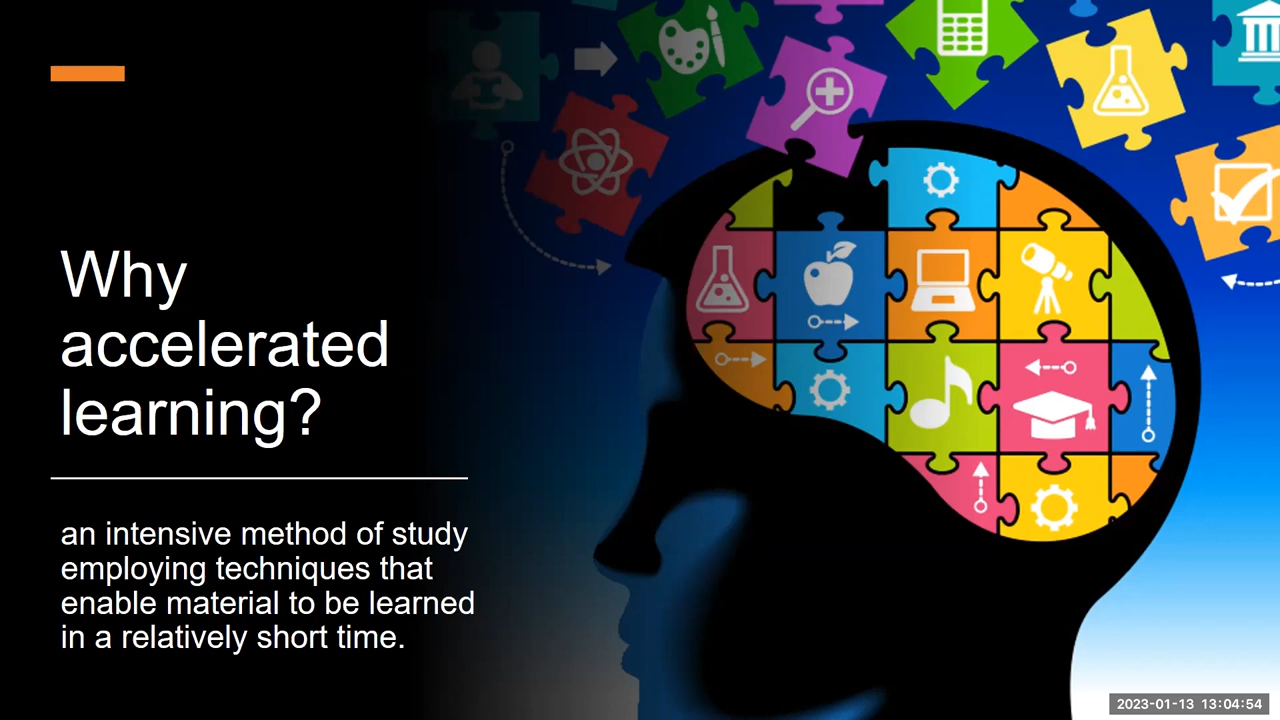 Why
accelerated
learning?
an intensive method of study
employing techniques that
enable material to be learned
in a relatively short time.
2023-01-13 13:04:54